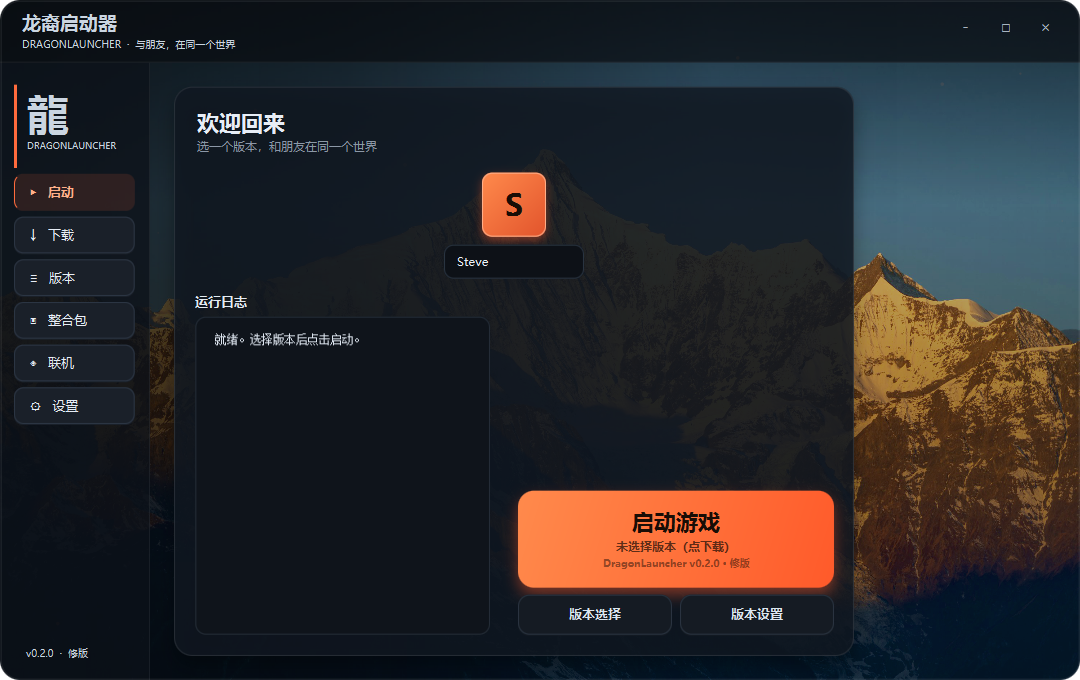 龙裔启动器
DRAGONLAUNCHER · 与朋友，在同一个世界
龍
DRAGONLAUNCHER
启动
下载
版本
整合包
联机
设置
v0.2.0 · 修版
欢迎回来
选一个版本，和朋友在同一个世界
S
Steve
运行日志
就绪。选择版本后点击启动。
启动游戏
未选择版本（点下载）
DragonLauncher v0.2.0 · 修版
版本选择
版本设置